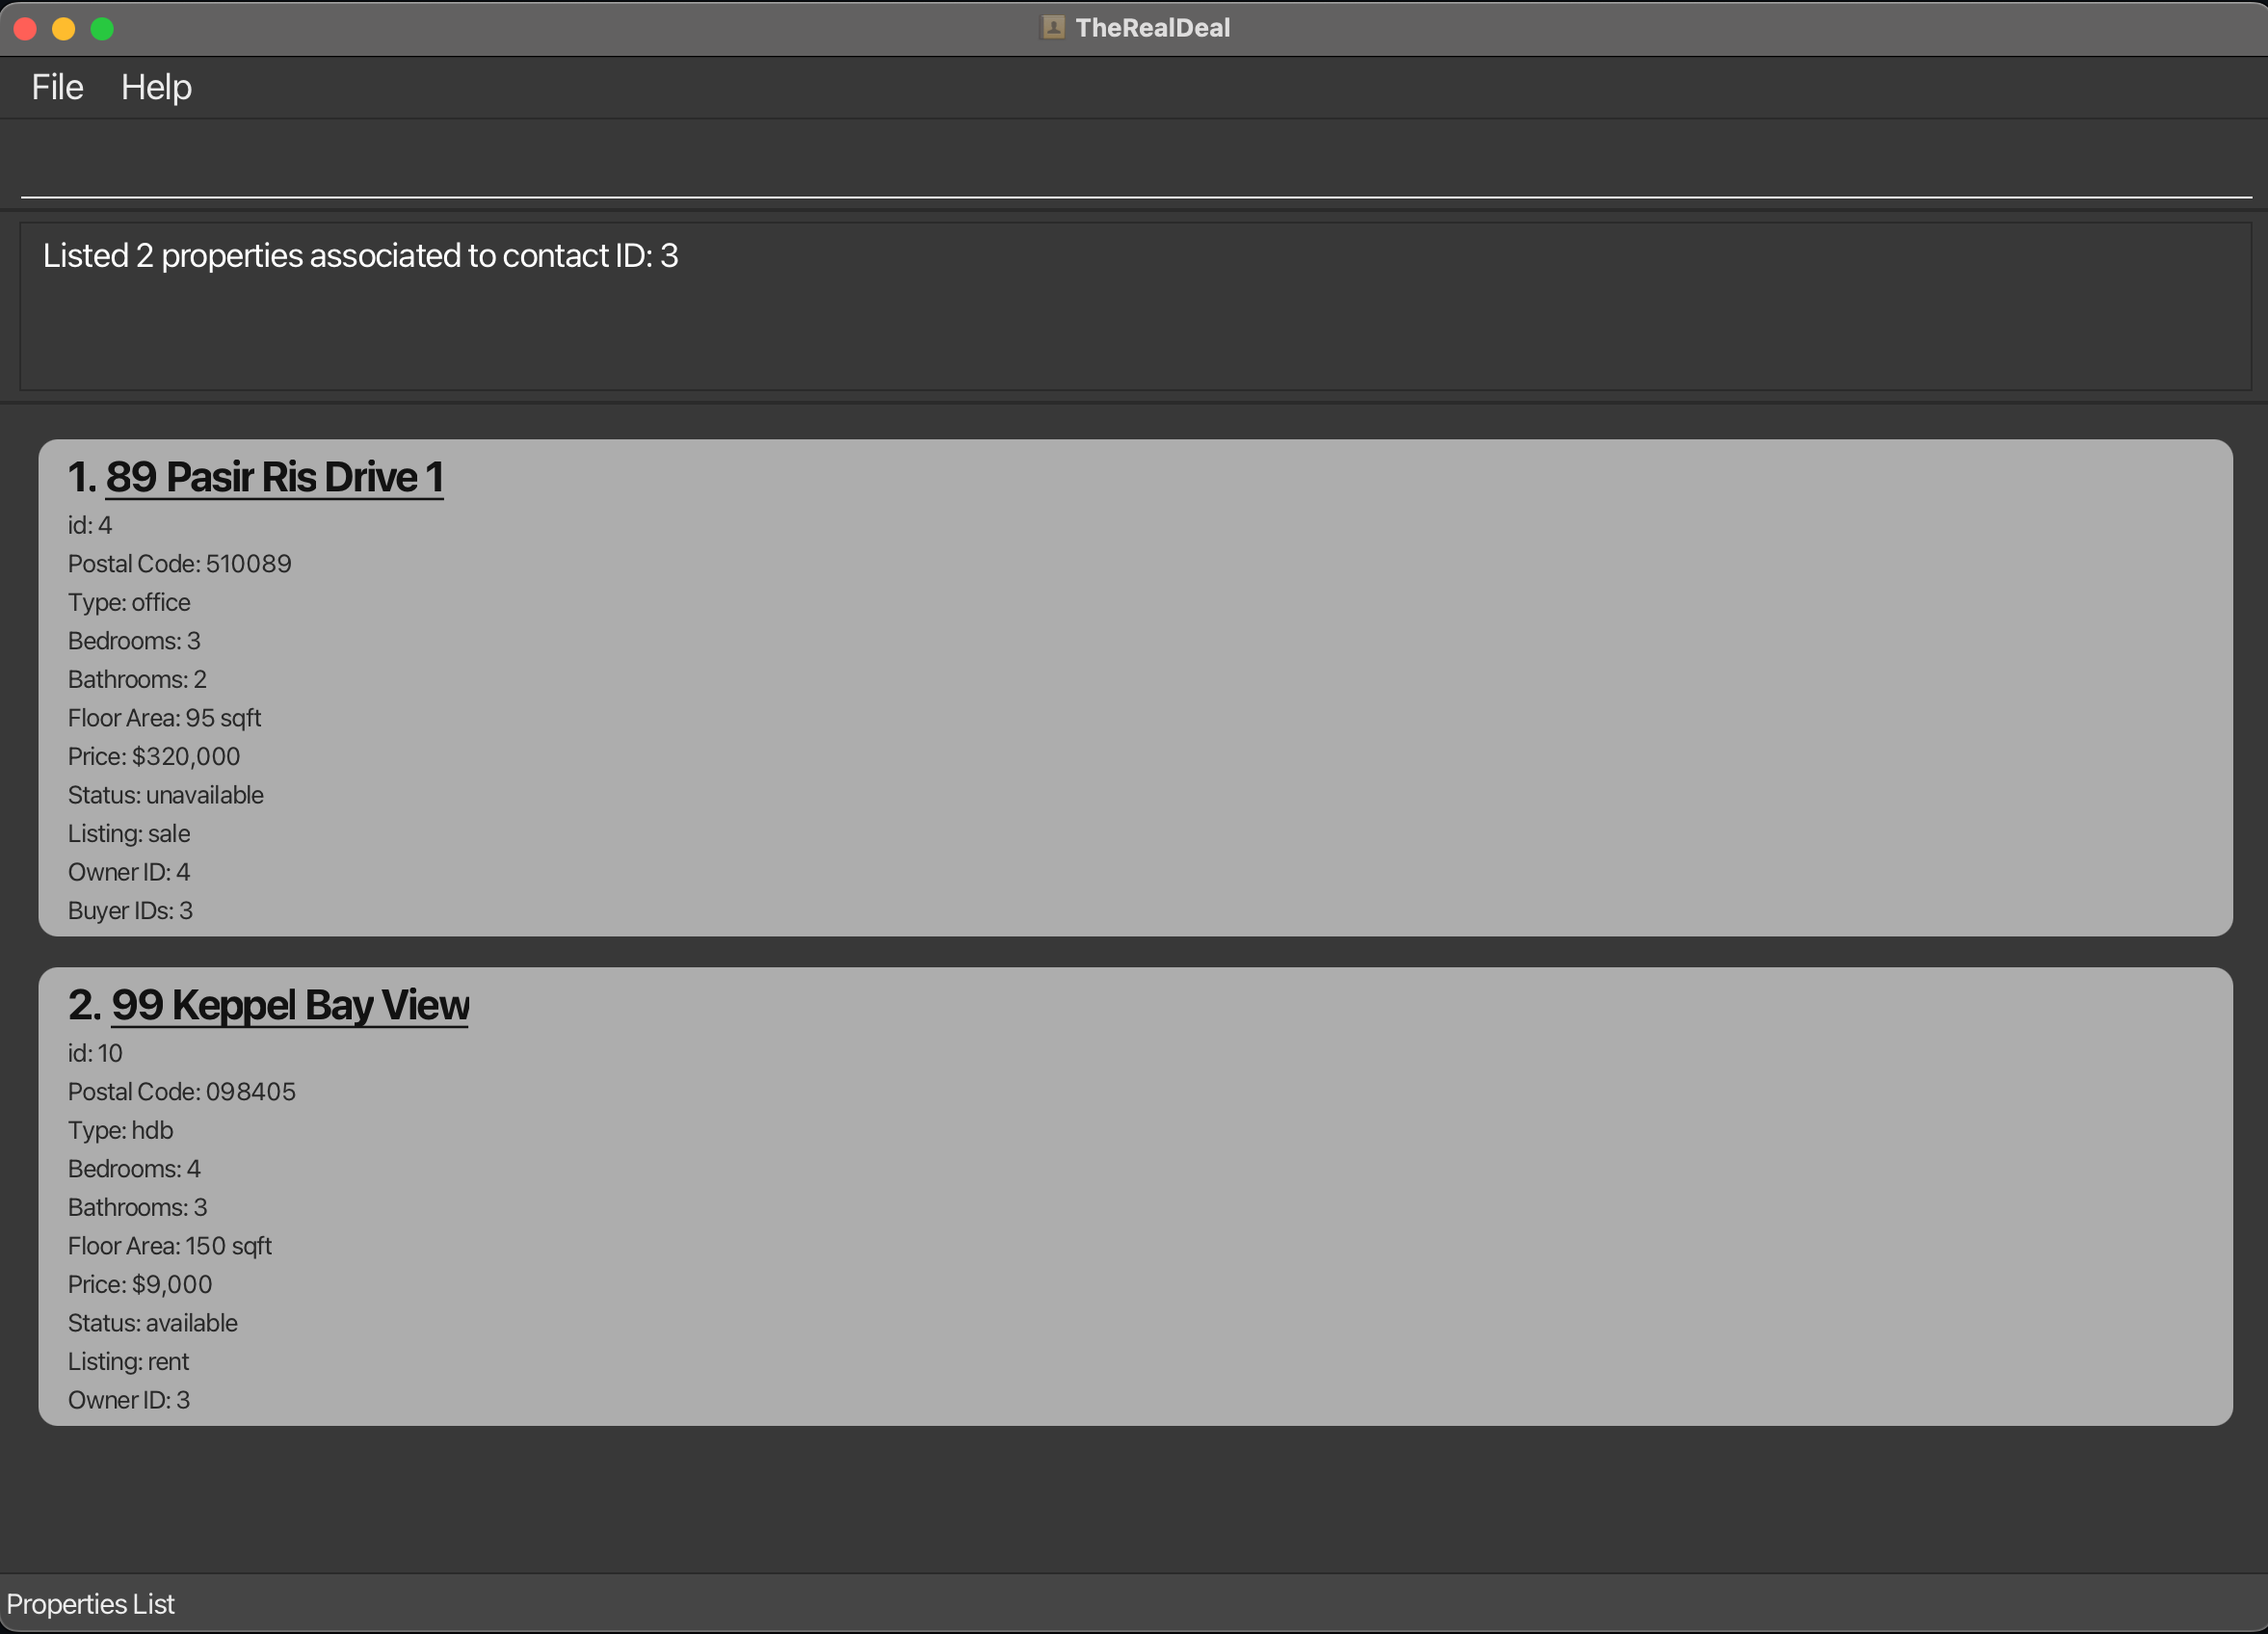 TheRealDeal
File Help
Listed 2 properties associated to contact ID: 3
1. 89 Pasir Ris Drive 1
id: 4
Postal Code: 510089
Type: office
Bedrooms: 3
Bathrooms: 2
Floor Area: 95 sqft
Price: $320,000
Status: unavailable
Listing: sale
Owner ID: 4
Buyer IDs: 3
2. 99 Keppel Bay View
id: 10
Postal Code: 098405
Type: hdb
Bedrooms: 4
Bathrooms: 3
Floor Area: 150 sqft
Price: $9,000
Status: available
Listing: rent
Owner ID: 3
Properties List